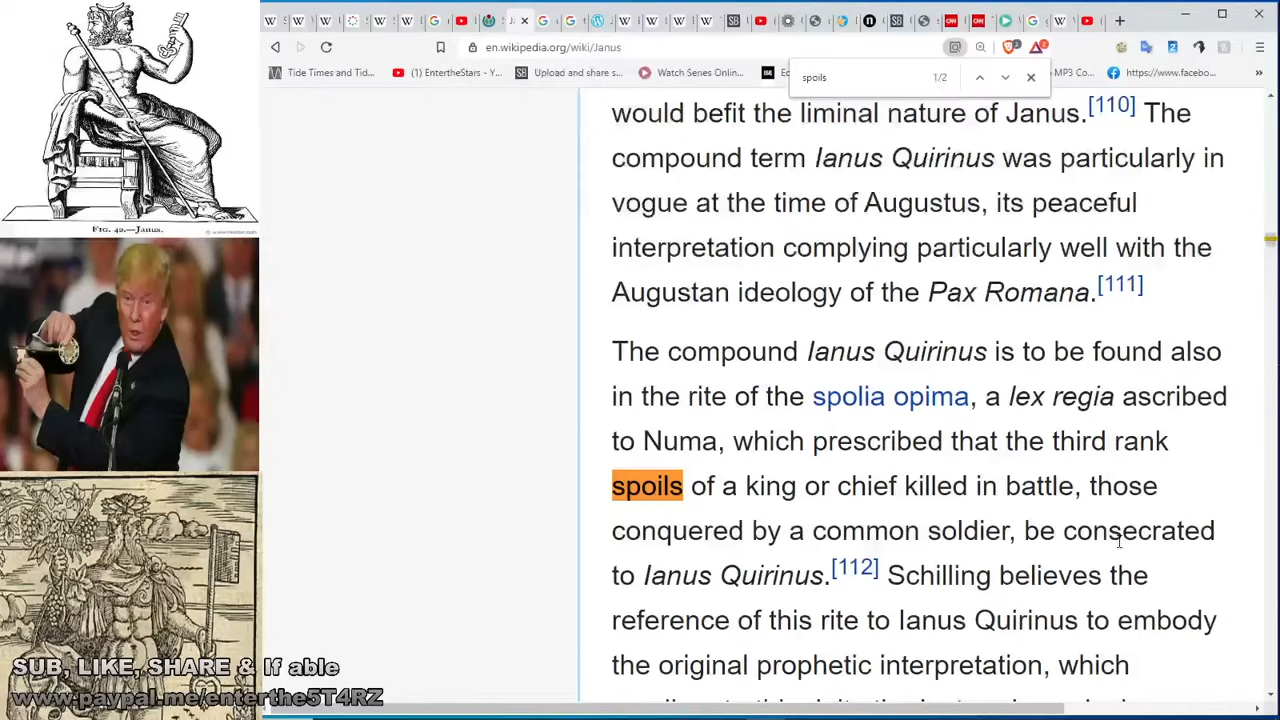 en.wikipedia.org/wiki/Janus
Tide Times and Tid...
EntertheStars - Y...
Upload and share s...
Watch Series Online...
spoils
1/2
MP3 Co...
https://www.facebo...
would befit the liminal nature of Janus.[110] The
compound term Ianus Quirinus was particularly in
vogue at the time of Augustus, its peaceful
interpretation complying particularly well with the
Augustan ideology of the Pax Romana.[111]
The compound Ianus Quirinus is to be found also
in the rite of the spolia opima, a lex regia ascribed
to Numa, which prescribed that the third rank
spoils of a king or chief killed in battle, those
conquered by a common soldier, be consecrated
to Ianus Quirinus.[112] Schilling believes the
reference of this rite to Ianus Quirinus to embody
the original prophetic interpretation, which
FIG. 42.—Janus.
SUB, LIKE, SHARE & If able
www.paypal.me/enterthe5T4RZ